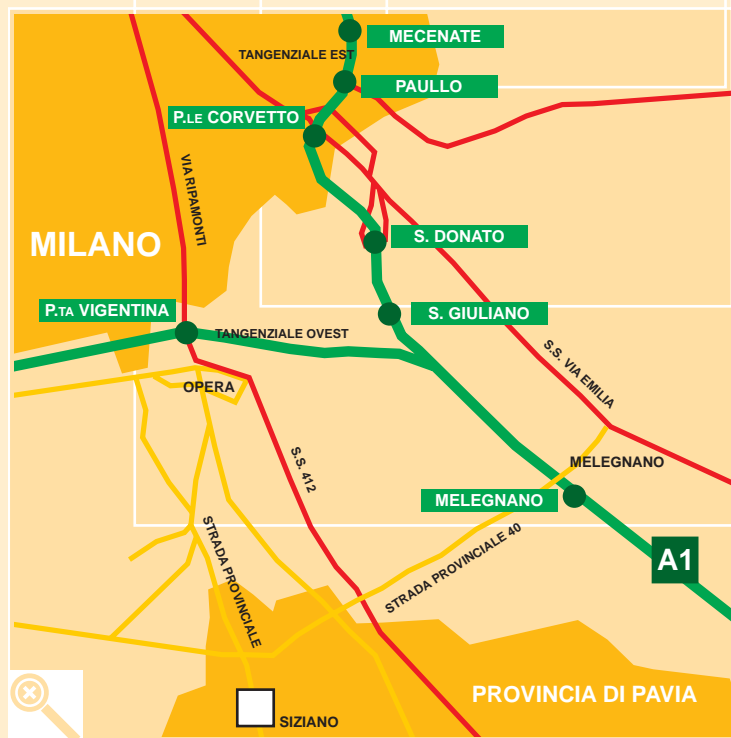 MECENATE
TANGENZIALE EST
PAULLO
P.LE CORVETTO
VIA RIPAMONTI
MILANO
S. DONATO
P.TA VIGENTINA
S. GIULIANO
TANGENZIALE OVEST
S.S. VIA EMILIA
OPERA
MELEGNANO
S.S. 412
MELEGNANO
STRADA PROVINCIALE
STRADA PROVINCIALE 40
A1
PROVINCIA DI PAVIA
SIZIANO